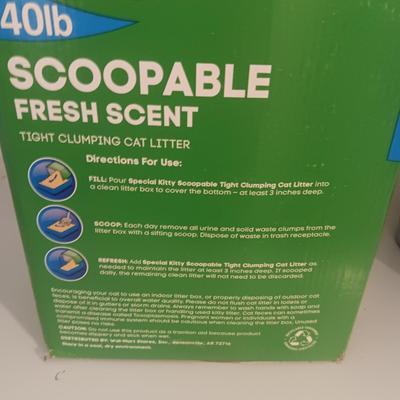 40lb
SCOOPABLE
FRESH SCENT
TIGHT CLUMPING CAT LITTER
Directions For Use:
FILL: Pour Special Kitty Scoopable Tight Clumping Cat Litter into
a clean litter box to cover the bottom – at least 3 inches deep.
SCOOP: Each day remove all urine and solid waste clumps from the
litter box with a sifting scoop. Dispose of waste in trash receptacle.
REFRESH: Add Special Kitty Scoopable Tight Clumping Cat Litter as
needed to maintain the litter at least 3 inches deep. If scooped
daily, the remaining clean litter will not need to be discarded.
Encouraging your cat to use an indoor litter box, or properly disposing of outdoor cat
feces, is beneficial to overall water quality. Please do not flush cat litter in toilets or
dispose of it in gutters or storm drains. Always remember to wash hands with soap and
water after cleaning the litter box or handling used kitty litter. Cat feces can sometimes
transmit a disease called Toxoplasmosis. Pregnant women or individuals with a
compromised immune system should be cautious when cleaning the litter box. Unused
litter poses no risks.
CAUTION: Do not use this product as a traction aid because product
becomes slippery and slick when wet.
DISTRIBUTED BY: Wal-Mart Stores, Inc., Bentonville, AR 72716
Store in a cool, dry environment.